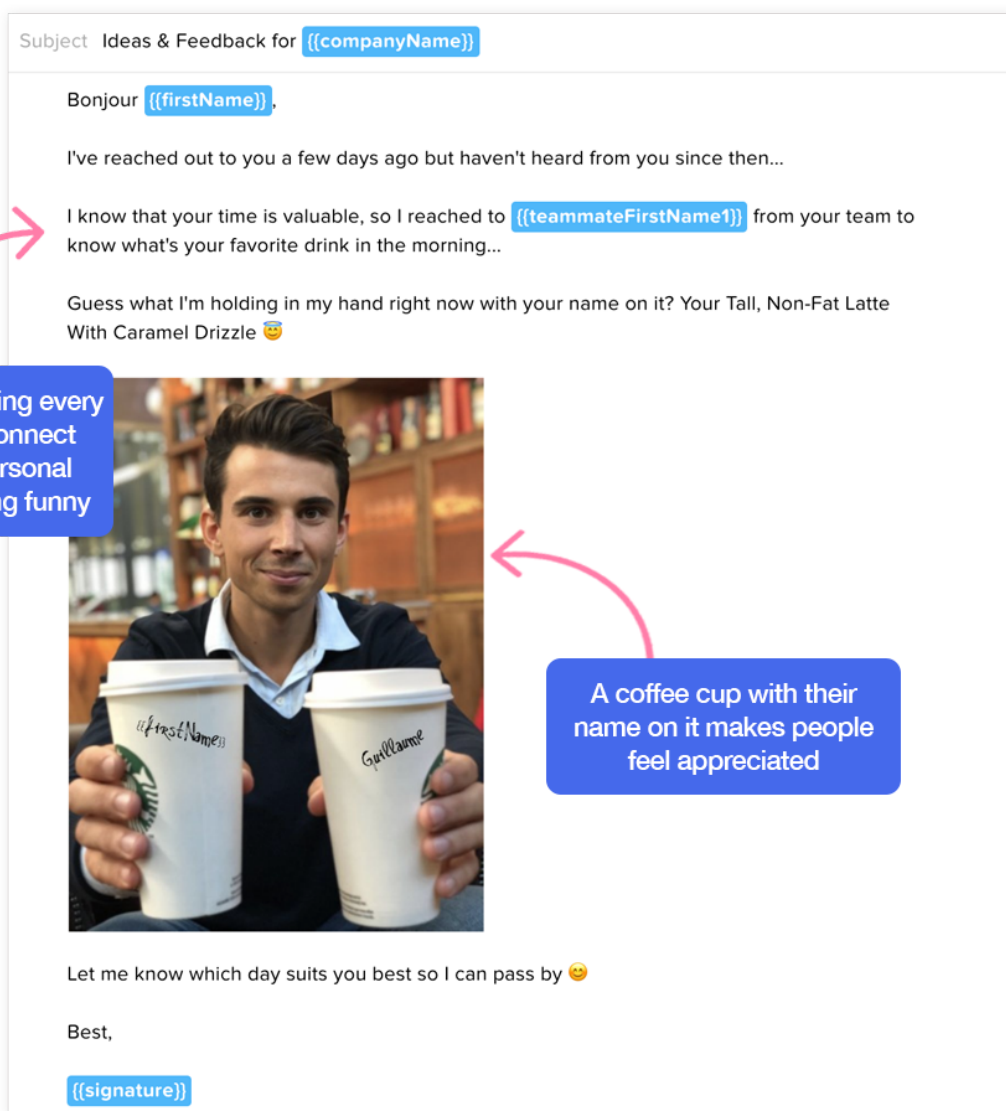 Subject Ideas & Feedback for {{companyName}}
Bonjour {{firstName}},
I've reached out to you a few days ago but haven't heard from you since then...
I know that your time is valuable, so I reached to {{teammateFirstName1}} from your team to
know what's your favorite drink in the morning...
Guess what I'm holding in my hand right now with your name on it? Your Tall, Non-Fat Latte
With Caramel Drizzle 😇
ing every
onnect
rsonal
g funny
{{firstName}}
Guillaume
A coffee cup with their
name on it makes people
feel appreciated
Let me know which day suits you best so I can pass by 😊
Best,
{{signature}}